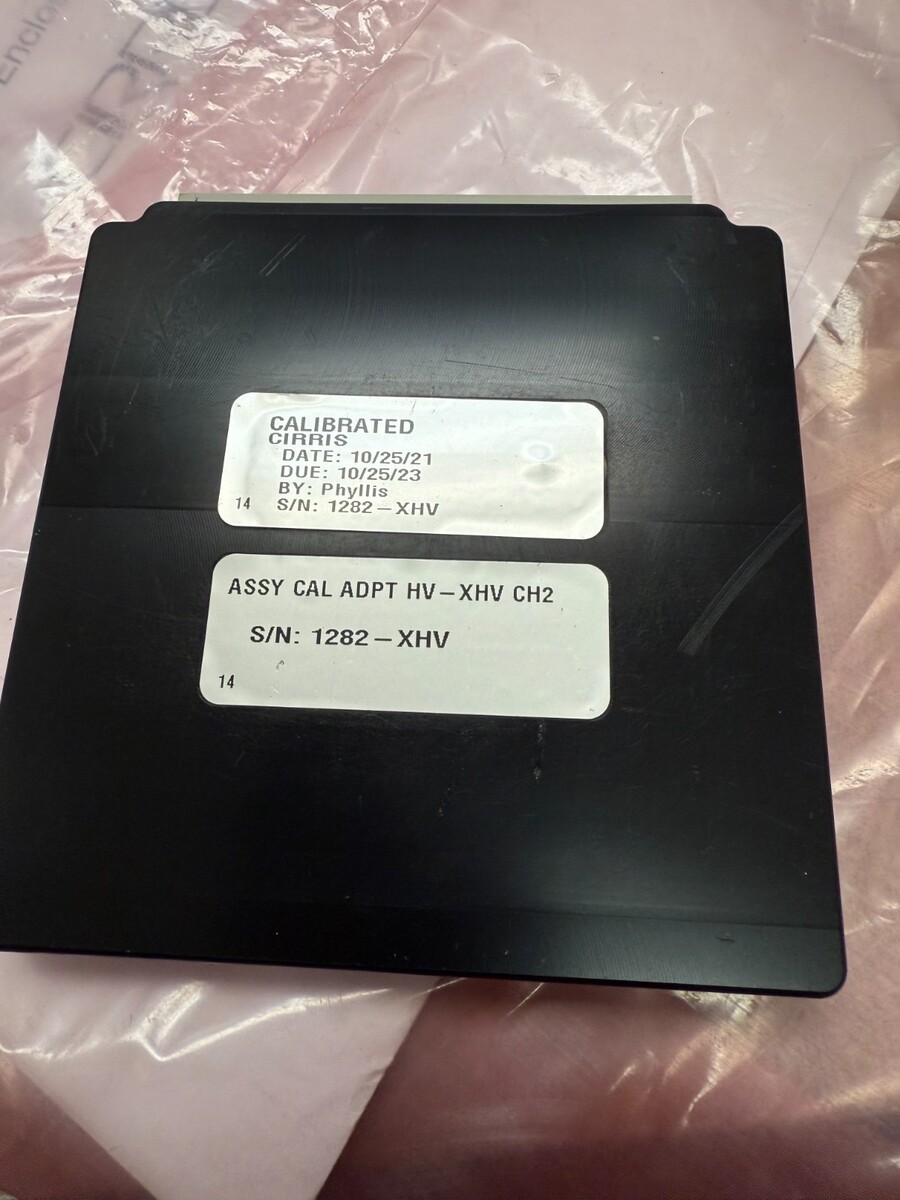 Enclo
CALIBRATED
CIRRIS
DATE: 10/25/21
DUE: 10/25/23
BY: Phyllis
14 S/N: 1282-XHV
ASSY CAL ADPT HV-XHV CH2
S/N: 1282-XHV
14